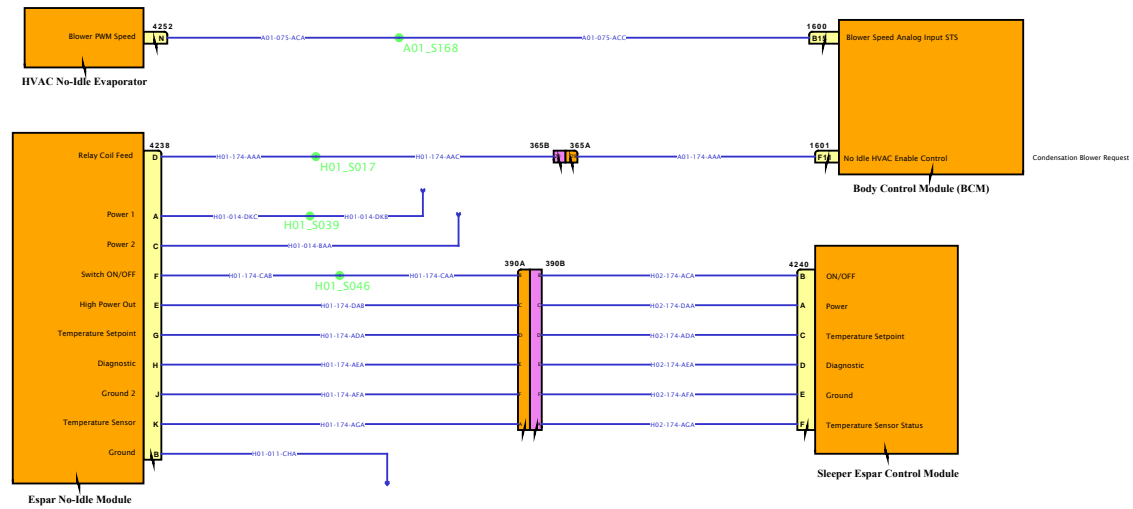 4252
1600
Blower PWM Speed
N
A01-075-ACA
A01_S168
A01-075-ACC
Blower Speed Analog Input STS
HVAC No-Idle Evaporator
4238
365B
365A
1601
Relay Coil Feed
D
H01-174-AAA
H01_S017
H01-174-AAC
A01-174-AAA
No Idle HVAC Enable Control
Condensation Blower Request
Body Control Module (BCM)
Power 1
A
H01-014-DKC
H01_S039
H01-014-DKB
Power 2
C
H01-014-BAA
390A
390B
4240
Switch ON/OFF
F
H01-174-CAB
H01_S046
H01-174-CAA
H02-174-ACA
B
ON/OFF
High Power Out
E
H01-174-DAB
C
H02-174-DAA
A
Power
Temperature Setpoint
G
H01-174-ADA
D
H02-174-ADA
C
Temperature Setpoint
Diagnostic
H
H01-174-AEA
H02-174-AEA
D
Diagnostic
Ground 2
J
H01-174-AFA
H02-174-AFA
E
Ground
Temperature Sensor
K
H01-174-AGA
H02-174-AGA
F
Temperature Sensor Status
Ground
B
H01-011-CHA
Sleeper Espar Control Module
Espar No-Idle Module